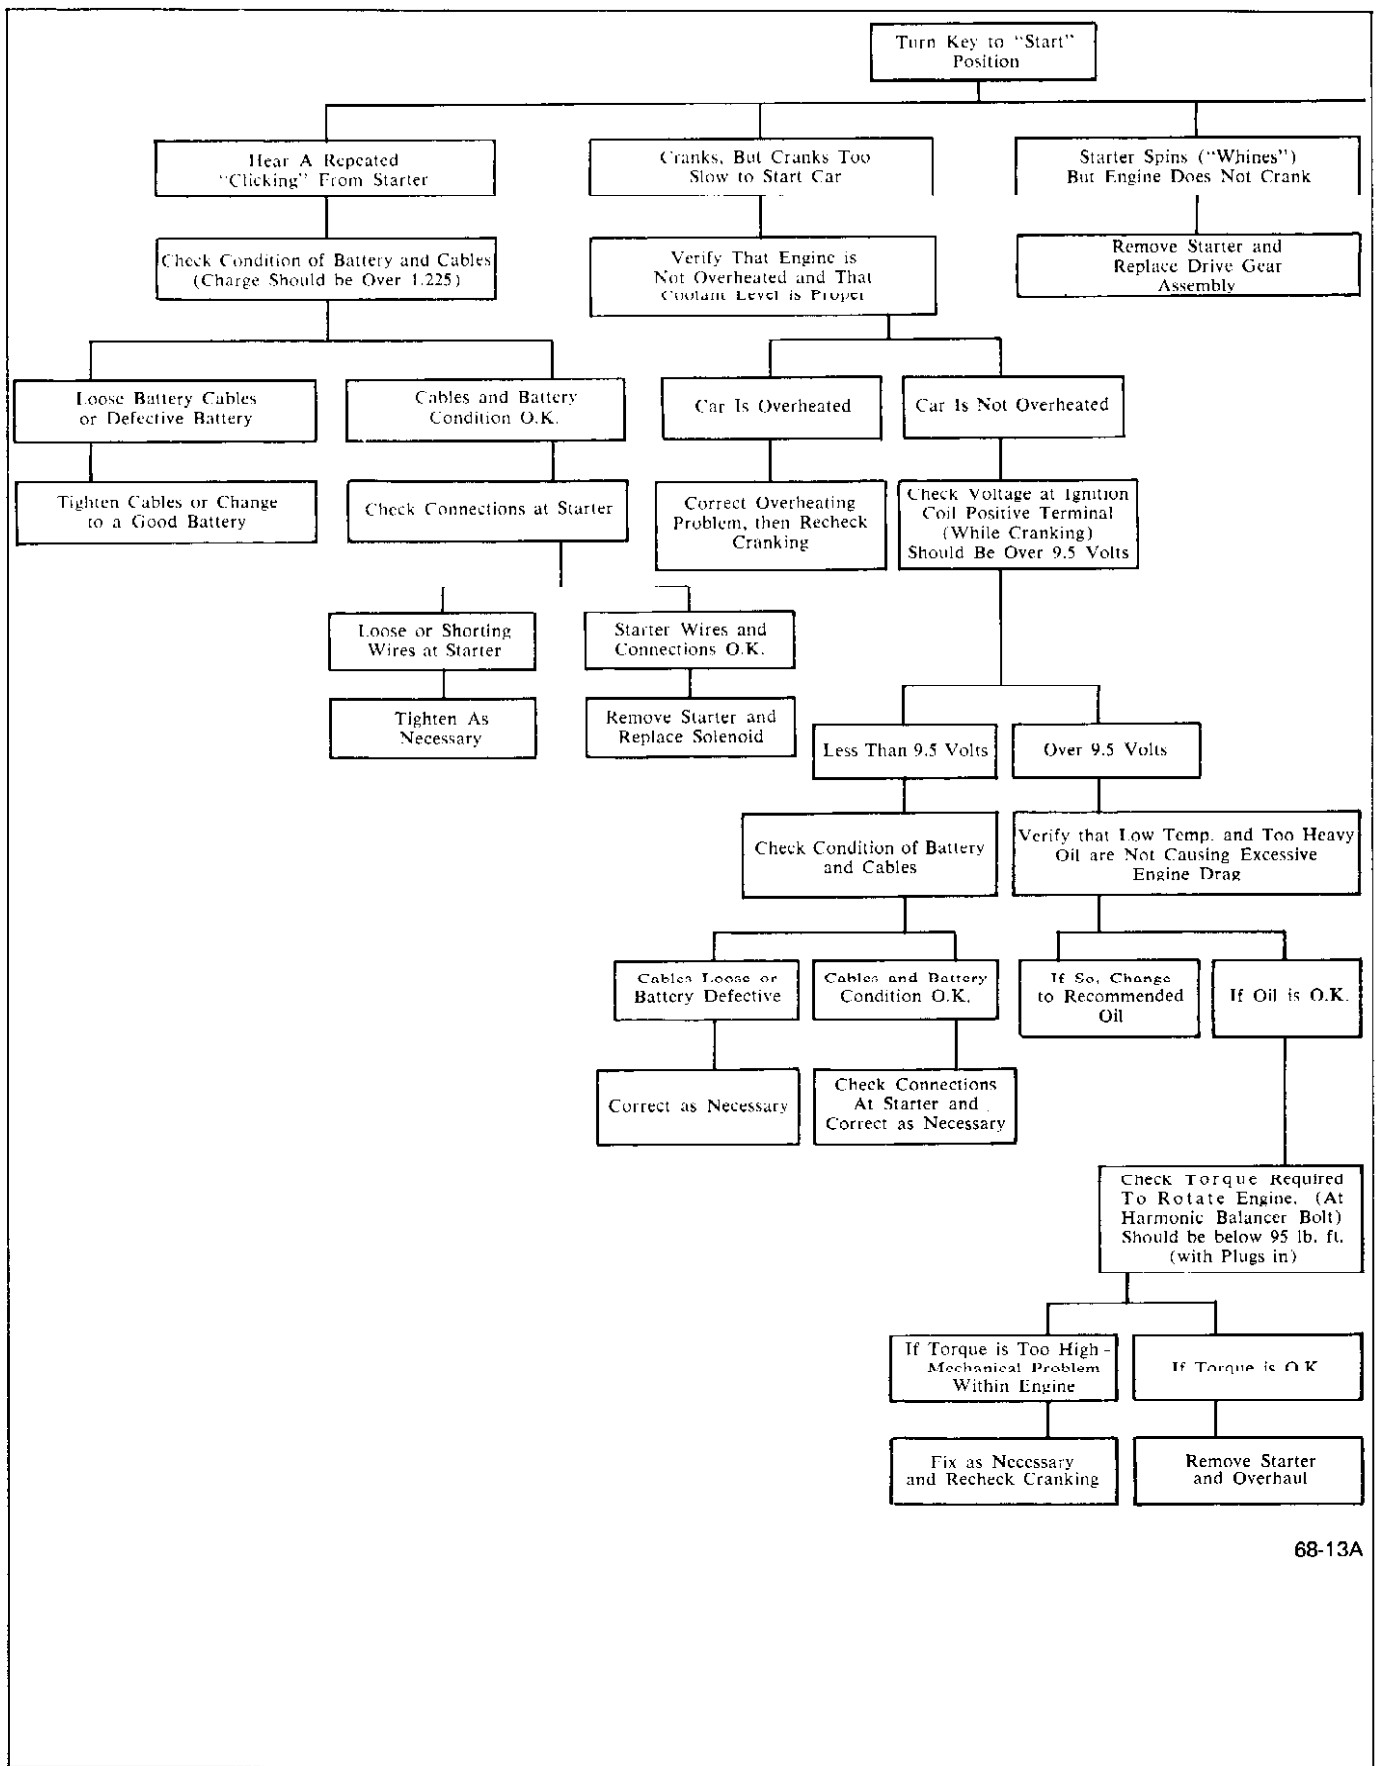 Turn Key to "Start"
Position
Hear A Repeated
"Clicking" From Starter
Cranks, But Cranks Too
Slow to Start Car
Starter Spins ("Whines")
But Engine Does Not Crank
Check Condition of Battery and Cables
(Charge Should be Over 1.225)
Verify That Engine is
Not Overheated and That
Coolant Level is Proper
Remove Starter and
Replace Drive Gear
Assembly
Loose Battery Cables
or Defective Battery
Cables and Battery
Condition O.K.
Car Is Overheated
Car Is Not Overheated
Tighten Cables or Change
to a Good Battery
Check Connections at Starter
Correct Overheating
Problem, then Recheck
Cranking
Check Voltage at Ignition
Coil Positive Terminal
(While Cranking)
Should Be Over 9.5 Volts
Loose or Shorting
Wires at Starter
Starter Wires and
Connections O.K.
Tighten As
Necessary
Remove Starter and
Replace Solenoid
Less Than 9.5 Volts
Over 9.5 Volts
Check Condition of Battery
and Cables
Verify that Low Temp. and Too Heavy
Oil are Not Causing Excessive
Engine Drag
Cables Loose or
Battery Defective
Cables and Battery
Condition O.K.
If So, Change
to Recommended
Oil
If Oil is O.K.
Correct as Necessary
Check Connections
At Starter and
Correct as Necessary
Check Torque Required
To Rotate Engine. (At
Harmonic Balancer Bolt)
Should be below 95 lb. ft.
(with Plugs in)
If Torque is Too High -
Mechanical Problem
Within Engine
If Torque is O.K
Fix as Necessary
and Recheck Cranking
Remove Starter
and Overhaul
68-13A